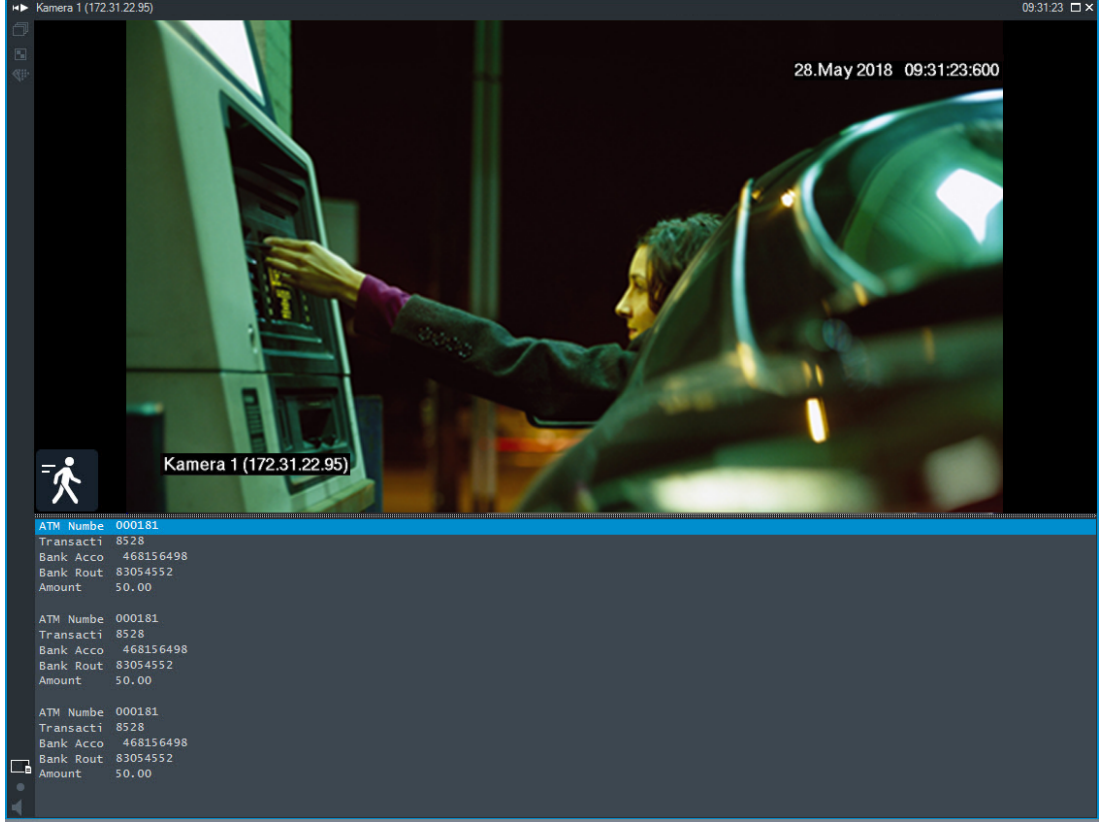 Kamera 1 (172.31.22.95) 09:31:23
28.May 2018 09:31:23:600
Kamera 1 (172.31.22.95)
ATM Numbe 000181
Transacti 8528
Bank Acco 468156498
Bank Rout 83054552
Amount 50.00
ATM Numbe 000181
Transacti 8528
Bank Acco 468156498
Bank Rout 83054552
Amount 50.00
ATM Numbe 000181
Transacti 8528
Bank Acco 468156498
Bank Rout 83054552
Amount 50.00